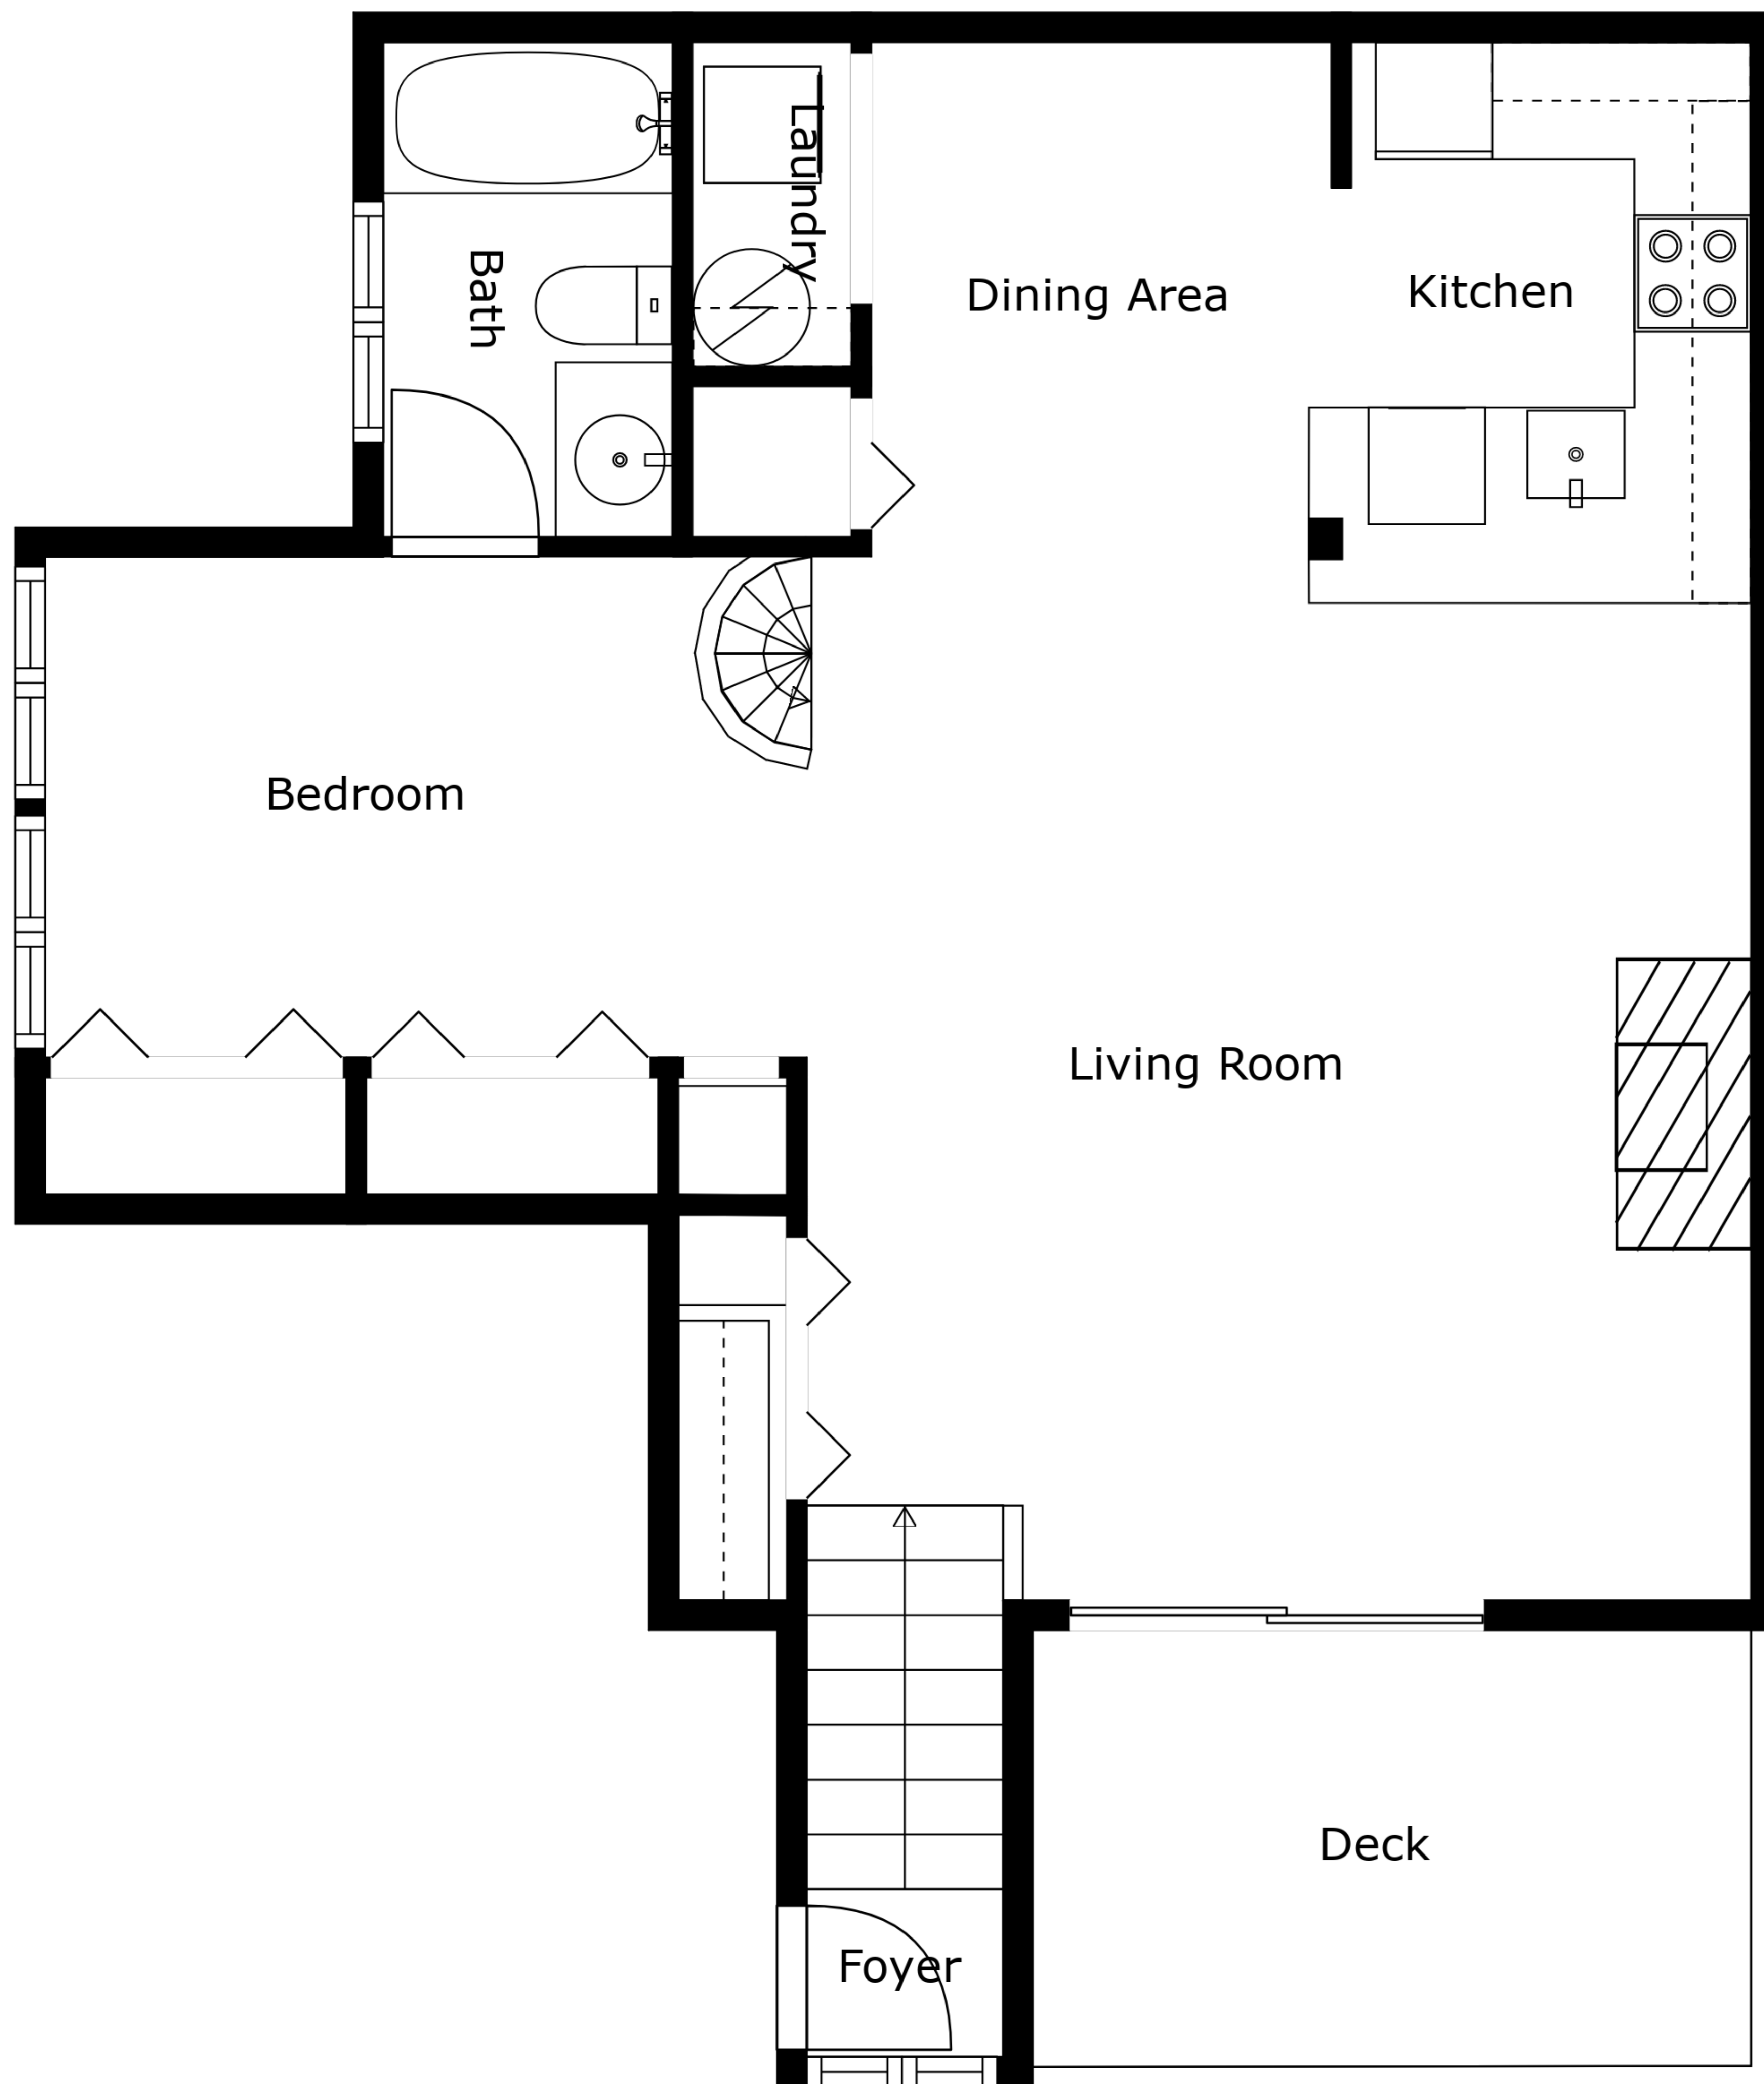 Laundry
Bath
Dining Area
Kitchen
Bedroom
Living Room
Deck
Foyer